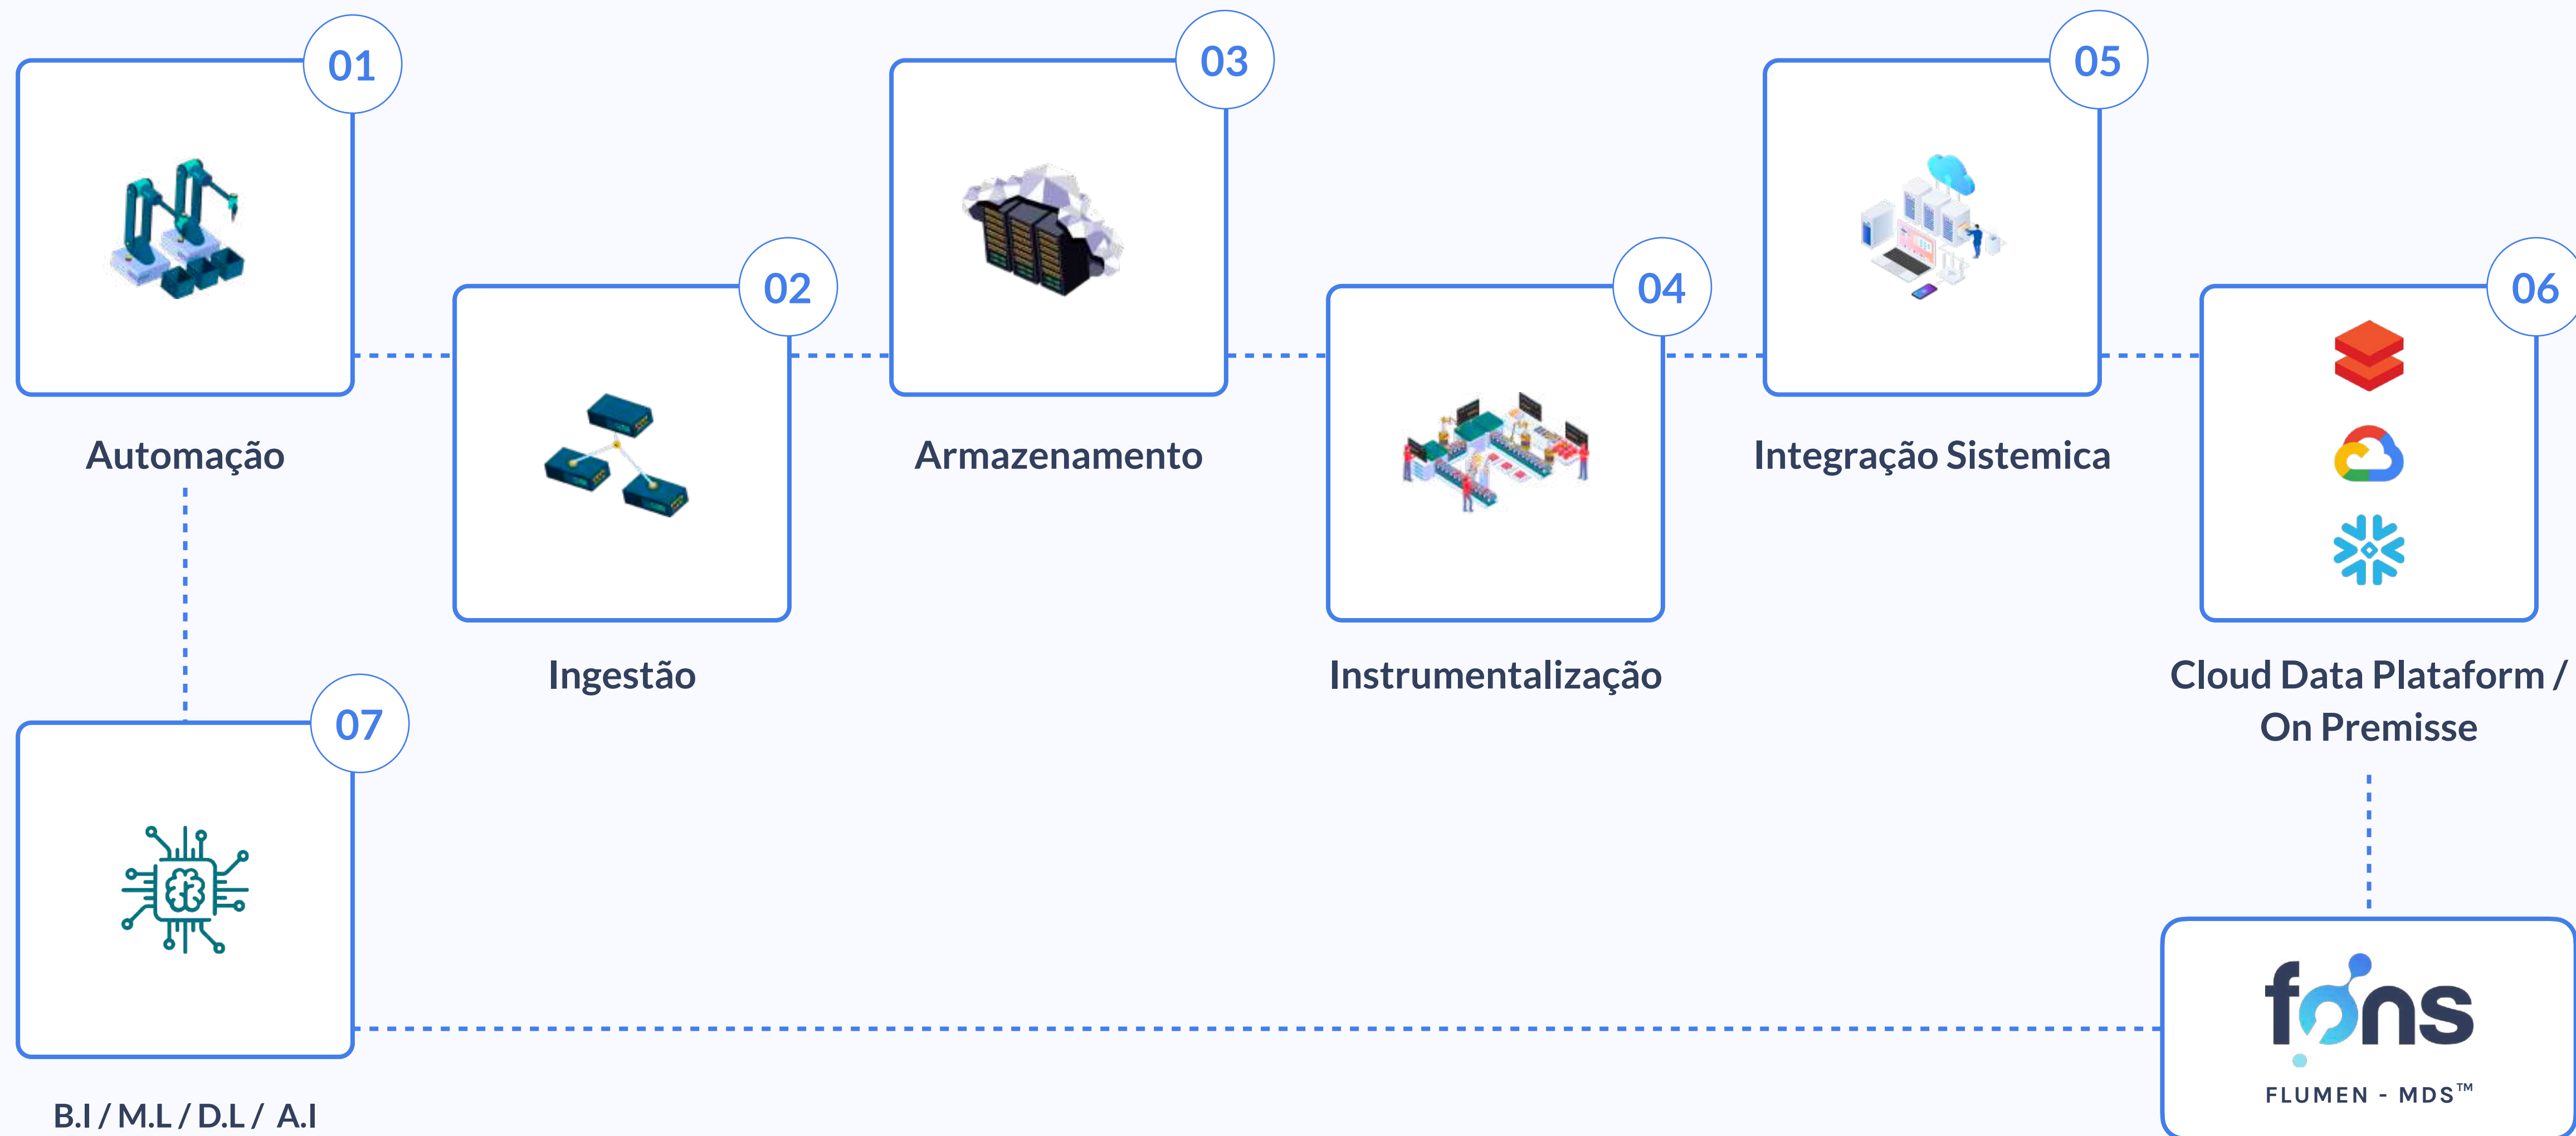 01
Automação
02
Ingestão
03
Armazenamento
04
Instrumentalização
05
Integração Sistemica
06
Cloud Data Plataform /
On Premisse
07
B.I / M.L / D.L / A.I
fons
FLUMEN - MDS™